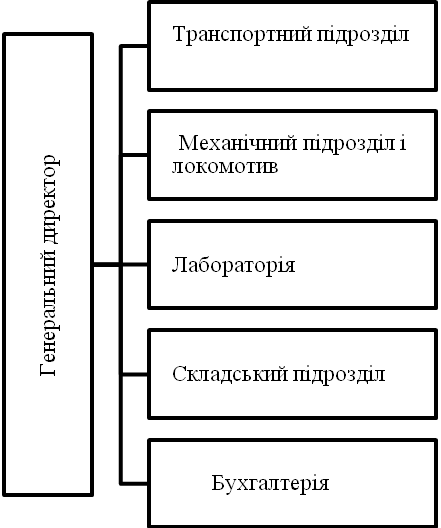 Генеральний директор
Транспортний підрозділ
Механічний підрозділ і
локомотив
Лабораторія
Складський підрозділ
Бухгалтерія